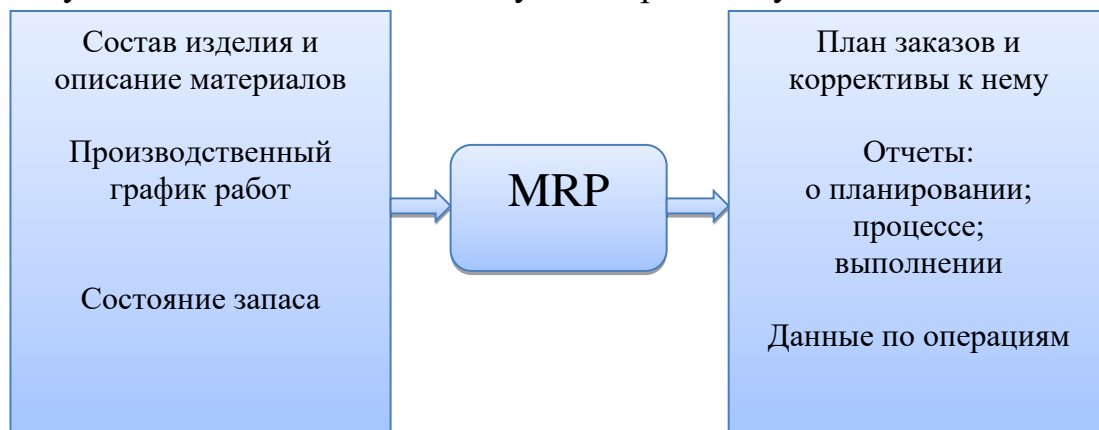 Состав изделия и
описание материалов
Производственный
график работ
Состояние запаса
MRP
План заказов и
коррективы к нему
Отчеты:
о планировании;
процессе;
выполнении
Данные по операциям